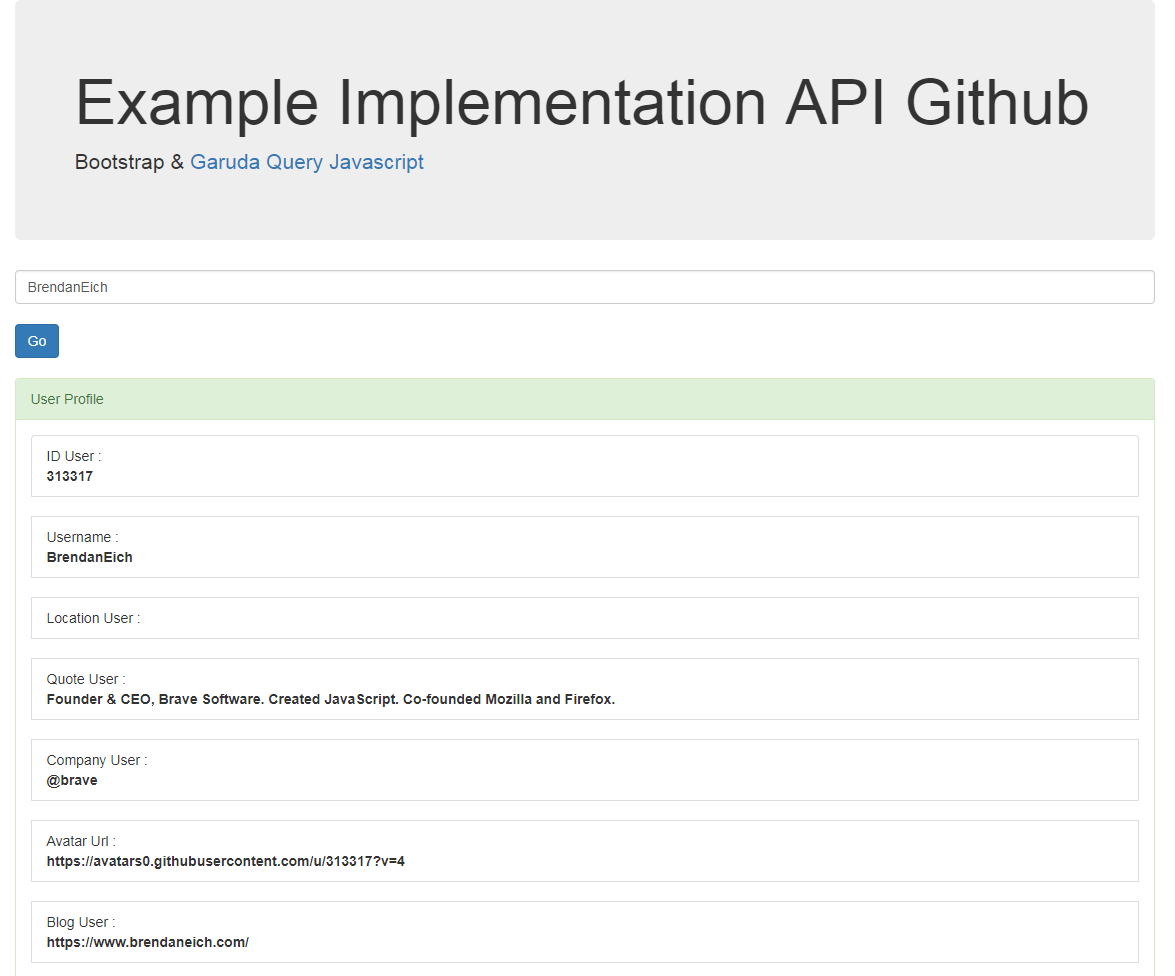 Example Implementation API Github
Bootstrap & Garuda Query Javascript
BrendanEich
Go
User Profile
ID User :
313317
Username :
BrendanEich
Location User :
Quote User :
Founder & CEO, Brave Software. Created JavaScript. Co-founded Mozilla and Firefox.
Company User :
@brave
Avatar Url :
https://avatars0.githubusercontent.com/u/313317?v=4
Blog User :
https://www.brendaneich.com/